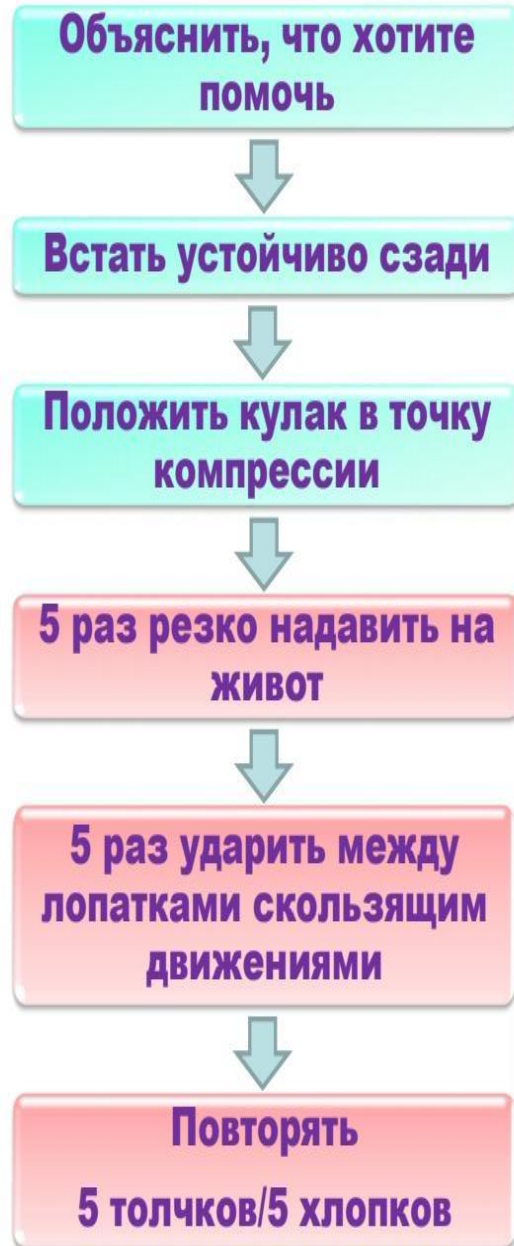 Объяснить, что хотите
помочь
Встать устойчиво сзади
Положить кулак в точку
компрессии
5 раз резко надавить на
живот
5 раз ударить между
лопатками скользящим
движениями
Повторять
5 толчков/5 хлопков